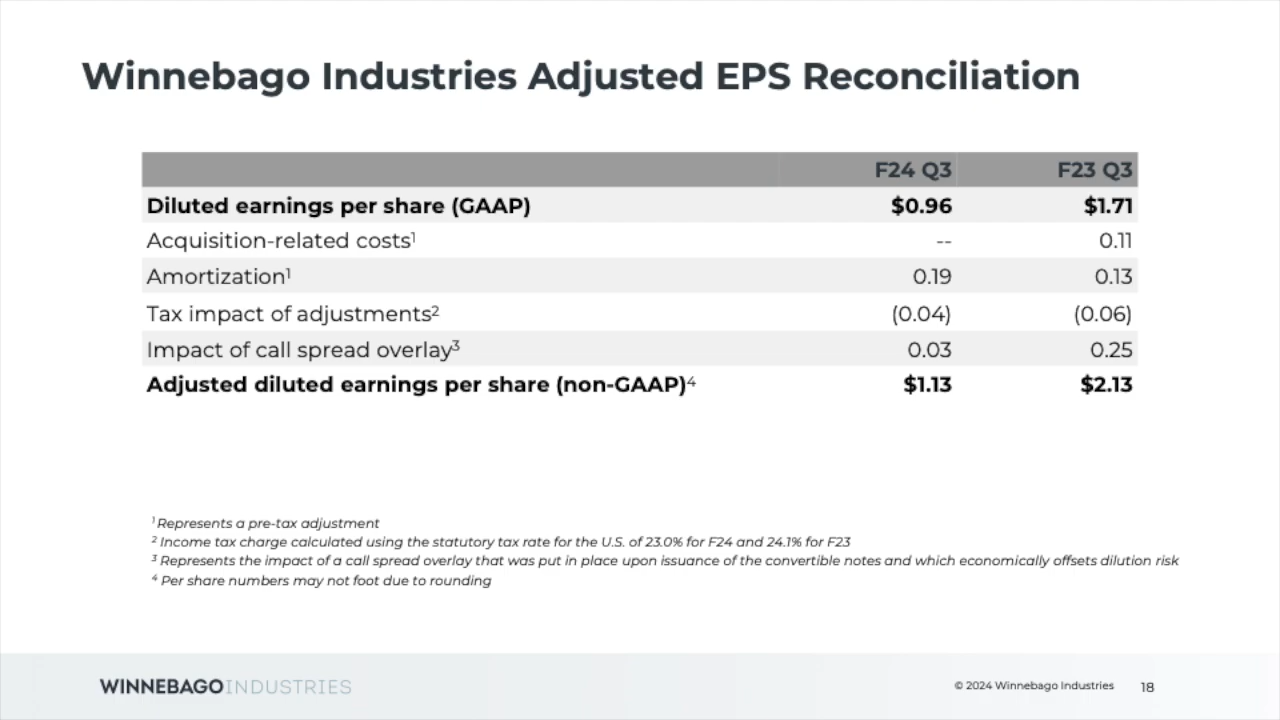 Winnebago Industries Adjusted EPS Reconciliation
F24 Q3 F23 Q3
Diluted earnings per share (GAAP) $0.96 $1.71
Acquisition-related costs¹ -- 0.11
Amortization¹ 0.19 0.13
Tax impact of adjustments² (0.04) (0.06)
Impact of call spread overlay³ 0.03 0.25
Adjusted diluted earnings per share (non-GAAP)⁴ $1.13 $2.13
¹ Represents a pre-tax adjustment
² Income tax charge calculated using the statutory tax rate for the U.S. of 23.0% for F24 and 24.1% for F23
³ Represents the impact of a call spread overlay that was put in place upon issuance of the convertible notes and which economically offsets dilution risk
⁴ Per share numbers may not foot due to rounding
WINNEBAGOINDUSTRIES © 2024 Winnebago Industries 18